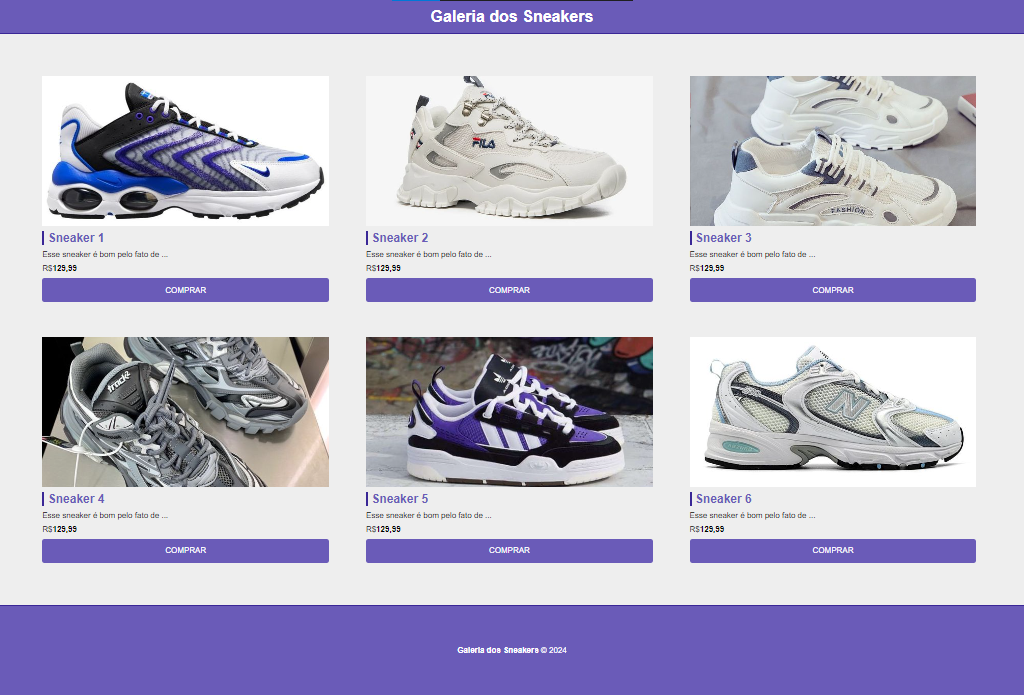 Galeria dos Sneakers
FILA
FASHION
Sneaker 1
Esse sneaker é bom pelo fato de ...
R$129,99
COMPRAR
Sneaker 2
Esse sneaker é bom pelo fato de ...
R$129,99
COMPRAR
Sneaker 3
Esse sneaker é bom pelo fato de ...
R$129,99
COMPRAR
track2
N
Sneaker 4
Esse sneaker é bom pelo fato de ...
R$129,99
COMPRAR
Sneaker 5
Esse sneaker é bom pelo fato de ...
R$129,99
COMPRAR
Sneaker 6
Esse sneaker é bom pelo fato de ...
R$129,99
COMPRAR
Galeria dos Sneakers © 2024